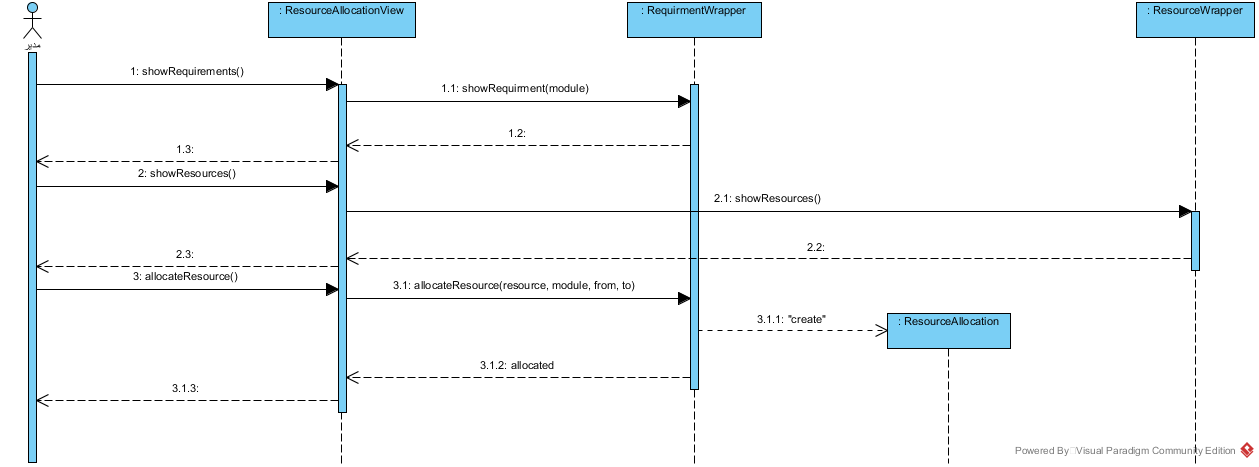 : ResourceAllocationView
: RequirmentWrapper
: ResourceWrapper
مدیر
1: showRequirements()
1.1: showRequirment(module)
1.2:
1.3:
2: showResources()
2.1: showResources()
2.2:
2.3:
3: allocateResource()
3.1: allocateResource(resource, module, from, to)
3.1.1: "create"
: ResourceAllocation
3.1.2: allocated
3.1.3:
Powered By Visual Paradigm Community Edition